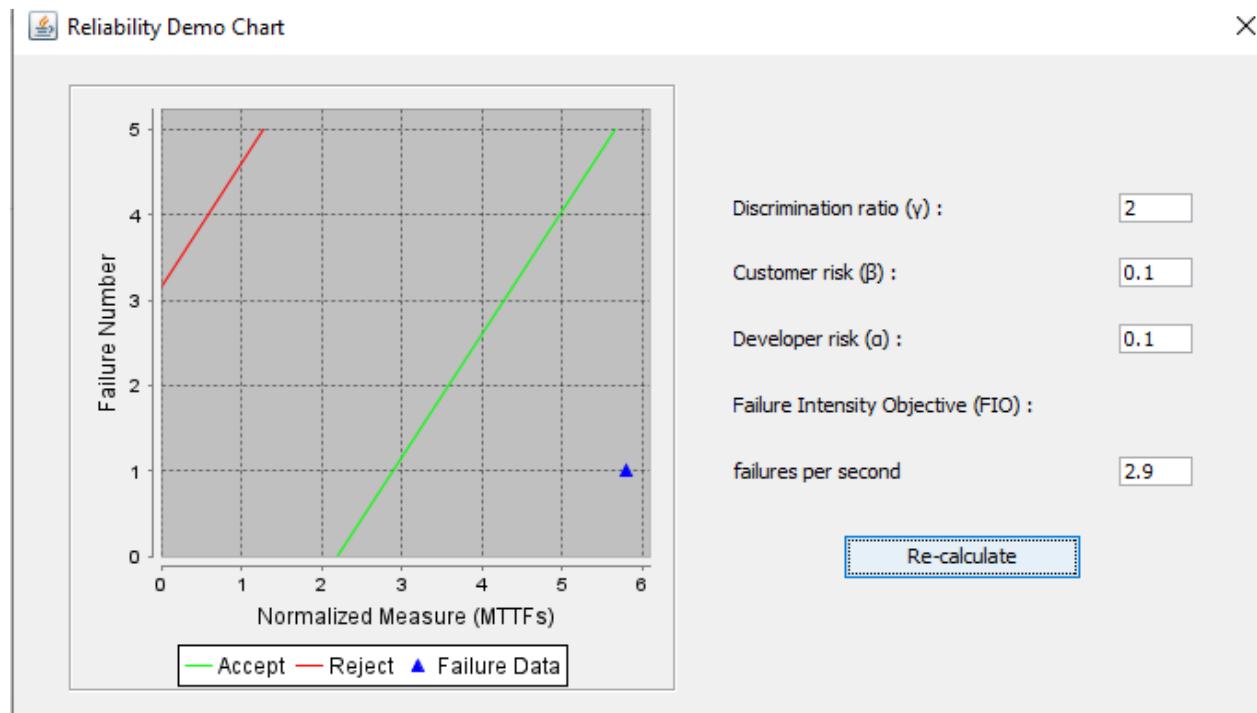 Reliability Demo Chart
5
4
3
2
1
0
Failure Number
0 1 2 3 4 5 6
Normalized Measure (MTTFs)
Accept Reject Failure Data
Discrimination ratio (γ) : 2
Customer risk (β) : 0.1
Developer risk (α) : 0.1
Failure Intensity Objective (FIO) :
failures per second 2.9
Re-calculate